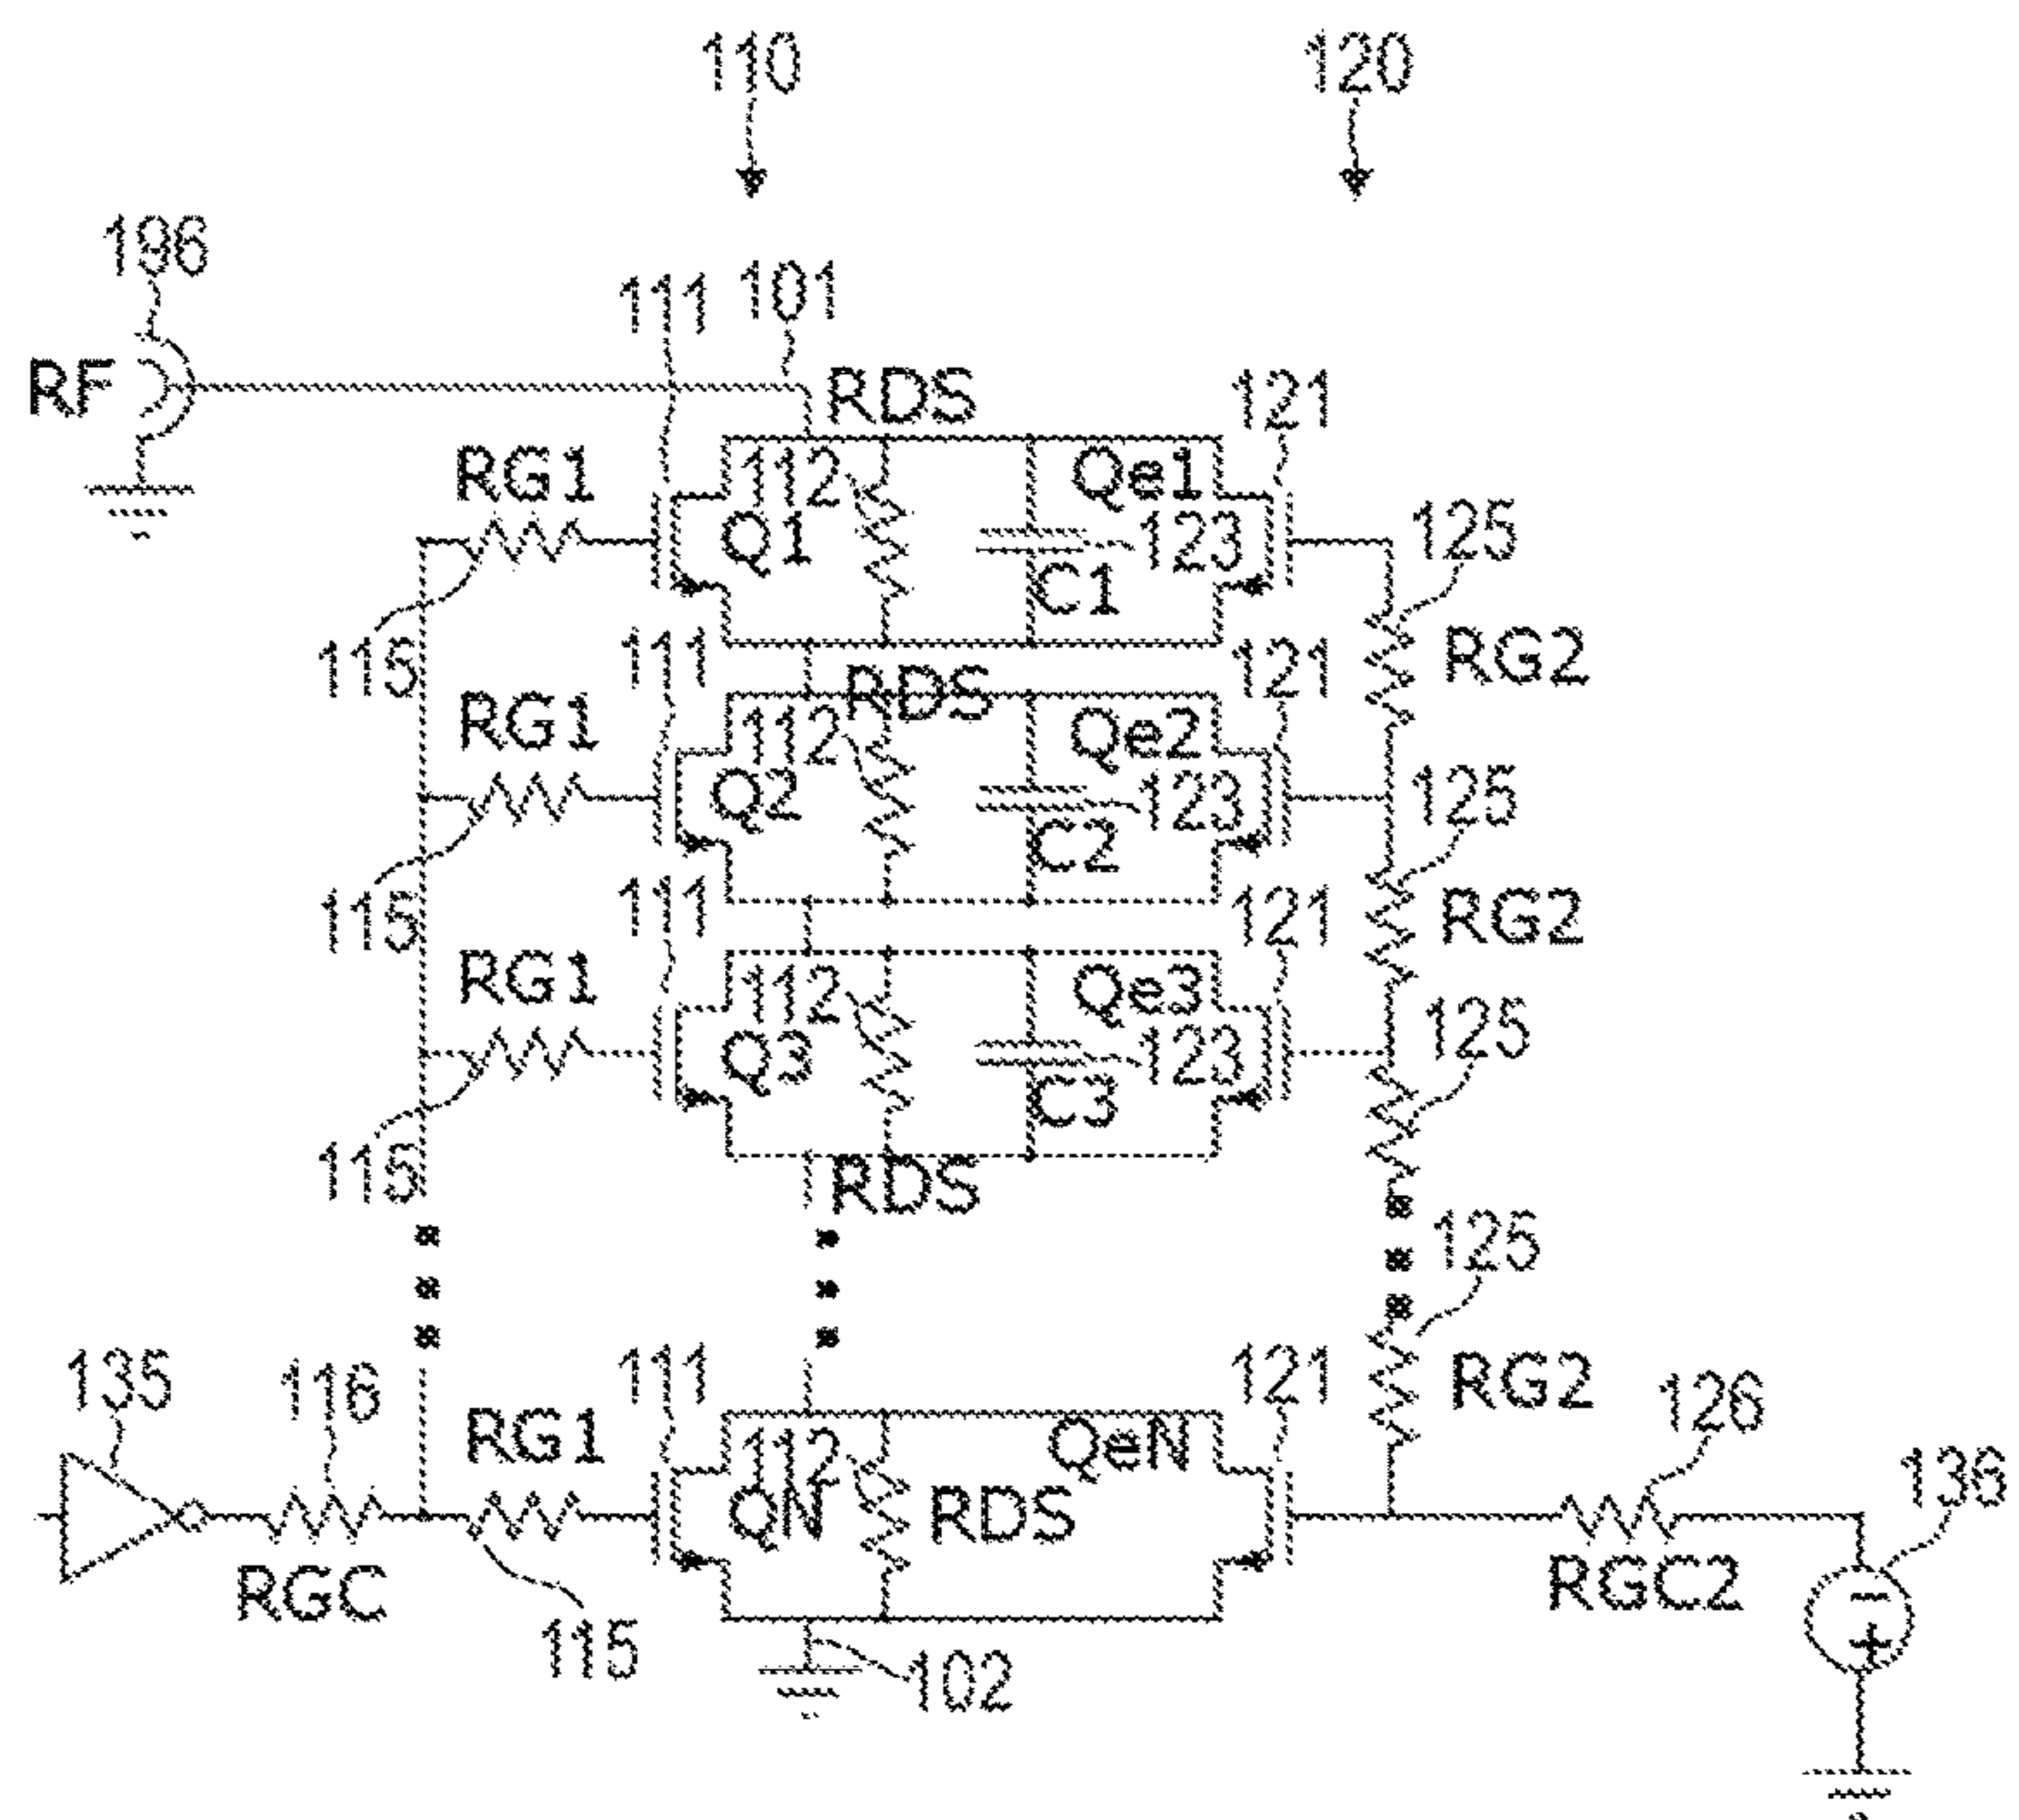 110 120
196
111 101
RF RDS 121
RG1 112 Qe1 125
Q1 123
C1
115 111 121 RG2
RDS
RG1 112 Qe2
Q2 123 125
C2
115 111 121 RG2
RG1 112 Qe3
Q3 123 125
C3
115 RDS
125
135 116 111 121 RG2 126
RG1 112 QeN 136
QN RDS
RGC RGC2
115 102